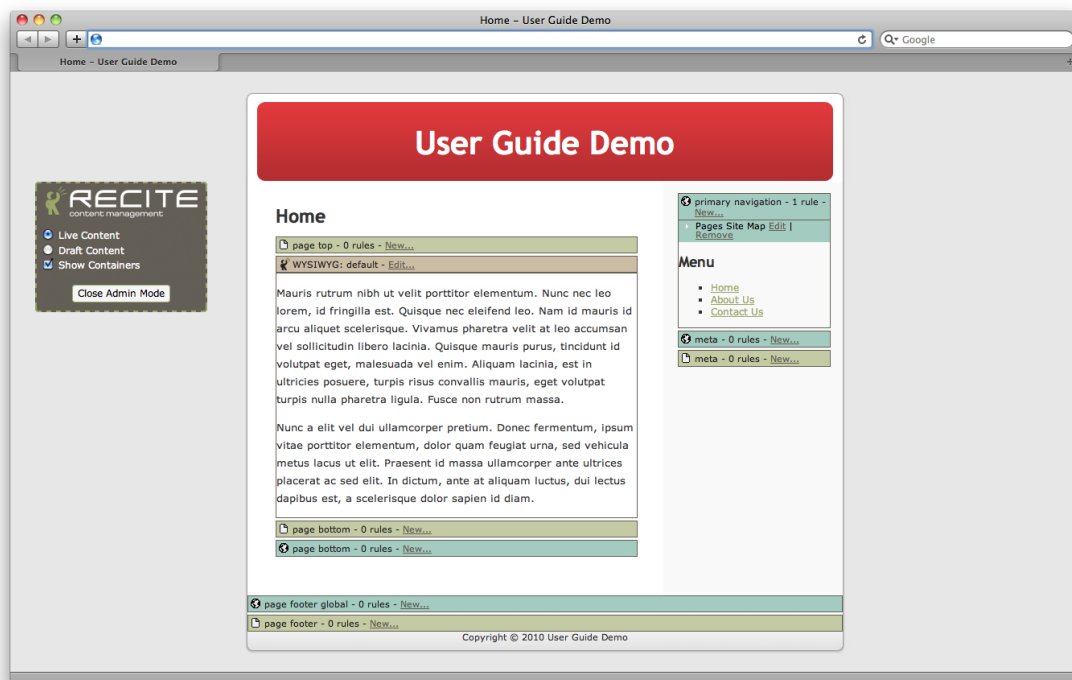 Home – User Guide Demo
Google
Home – User Guide Demo
User Guide Demo
RECITE
content management
Live Content
Draft Content
Show Containers
Close Admin Mode
Home
page top - 0 rules - New...
WYSIWYG: default - Edit...
Mauris rutrum nibh ut velit porttitor elementum. Nunc nec leo
lorem, id fringilla est. Quisque nec eleifend leo. Nam id mauris id
arcu aliquet scelerisque. Vivamus pharetra velit at leo accumsan
vel sollicitudin libero lacinia. Quisque mauris purus, tincidunt id
volutpat eget, malesuada vel enim. Aliquam lacinia, est in
ultricies posuere, turpis risus convallis mauris, eget volutpat
turpis nulla pharetra ligula. Fusce non rutrum massa.
Nunc a elit vel dui ullamcorper pretium. Donec fermentum, ipsum
vitae porttitor elementum, dolor quam feugiat urna, sed vehicula
metus lacus ut elit. Praesent id massa ullamcorper ante ultrices
placerat ac sed elit. In dictum, ante at aliquam luctus, dui lectus
dapibus est, a scelerisque dolor sapien id diam.
page bottom - 0 rules - New...
page bottom - 0 rules - New...
primary navigation - 1 rule -
New...
Pages Site Map Edit |
Remove
Menu
Home
About Us
Contact Us
meta - 0 rules - New...
meta - 0 rules - New...
page footer global - 0 rules - New...
page footer - 0 rules - New...
Copyright © 2010 User Guide Demo